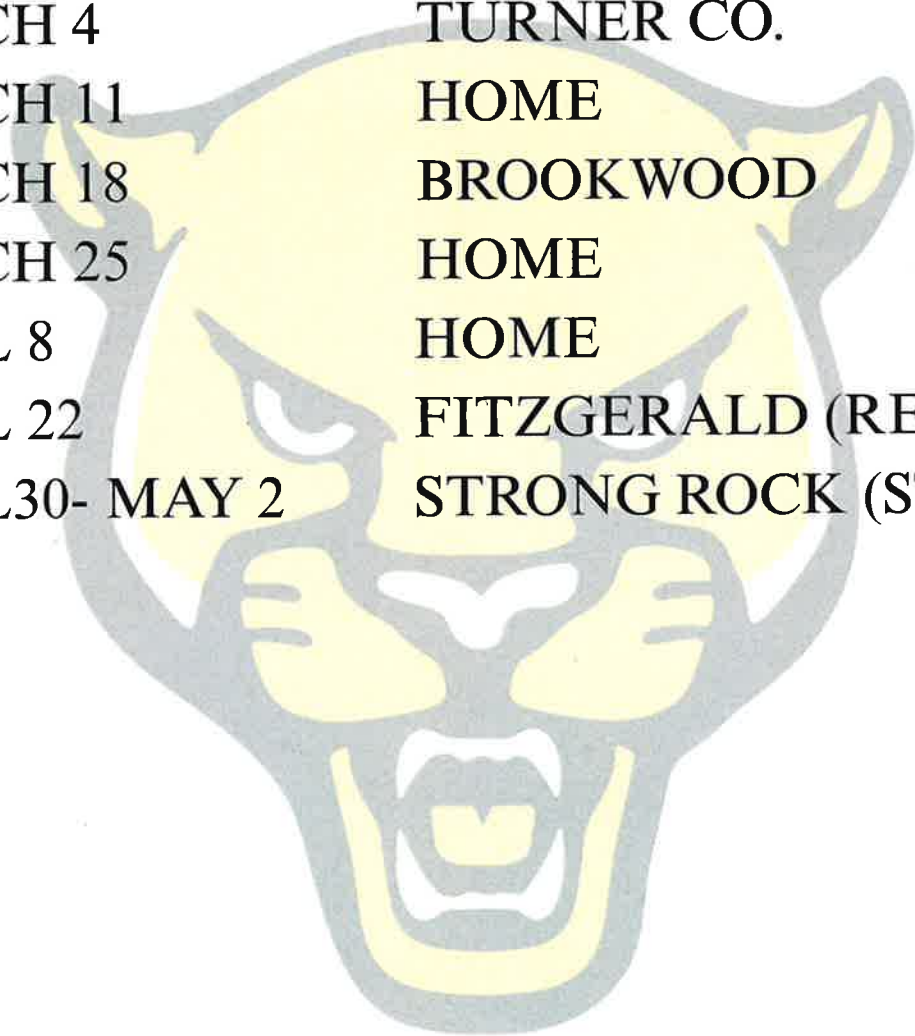 CH 4 TURNER CO.
CH 11 HOME
CH 18 BROOKWOOD
CH 25 HOME
L 8 HOME
L 22 FITZGERALD (RE
L30- MAY 2 STRONG ROCK (ST